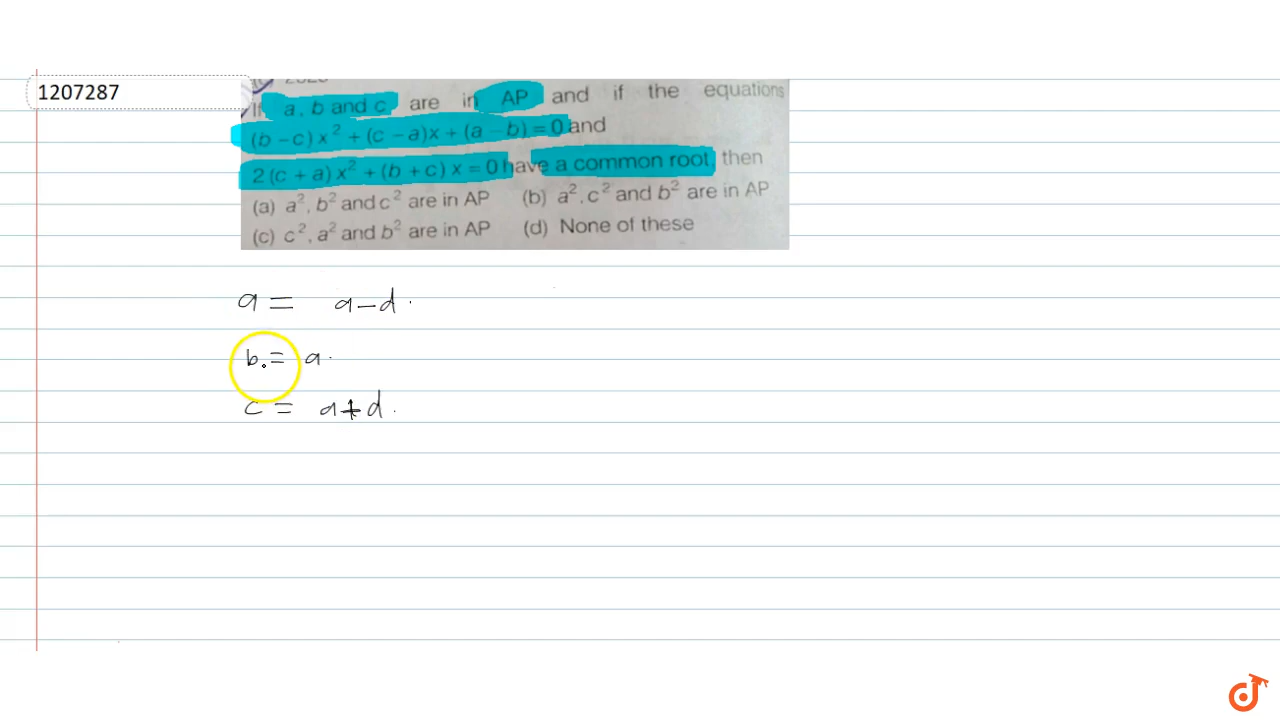 1207287
If a, b and c are in AP and if the equations
(b − c) x² + (c − a)x + (a − b) = 0 and
2 (c + a) x² + (b + c) x = 0 have a common root then
(a) a², b² and c² are in AP (b) a², c² and b² are in AP
(c) c², a² and b² are in AP (d) None of these
a = a − d.
b = a.
c = a + d.